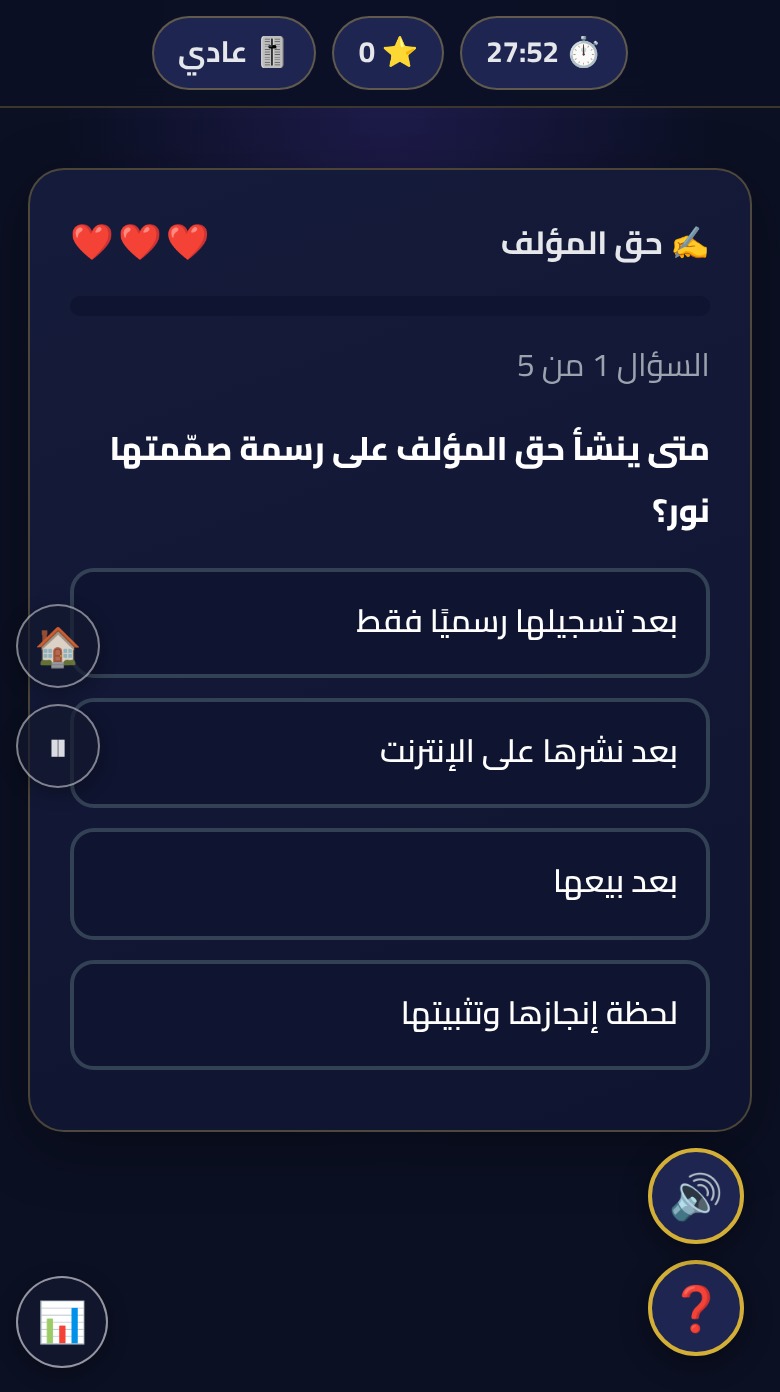 27:52
0
عادي
حق المؤلف
السؤال 1 من 5
متى ينشأ حق المؤلف على رسمة صمّمتها
نور؟
بعد تسجيلها رسميًا فقط
بعد نشرها على الإنترنت
بعد بيعها
لحظة إنجازها وتثبيتها